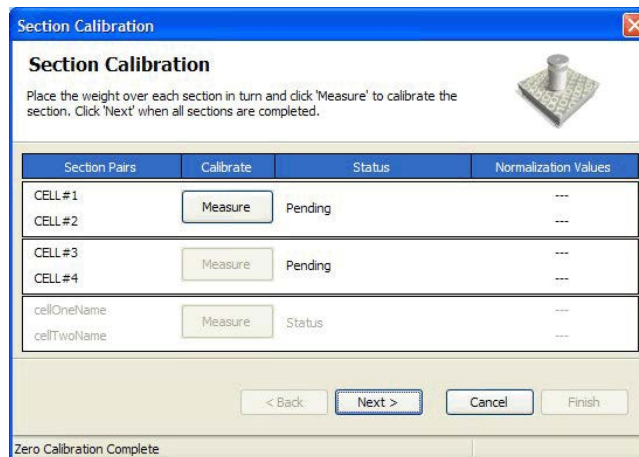 Section Calibration
Section Calibration
Place the weight over each section in turn and click 'Measure' to calibrate the
section. Click 'Next' when all sections are completed.
Section Pairs Calibrate Status Normalization Values
CELL#1 ---
Measure Pending
CELL#2 ---
CELL#3 ---
Measure Pending
CELL#4 ---
cellOneName ---
Measure Status
cellTwoName ---
< Back Next > Cancel Finish
Zero Calibration Complete